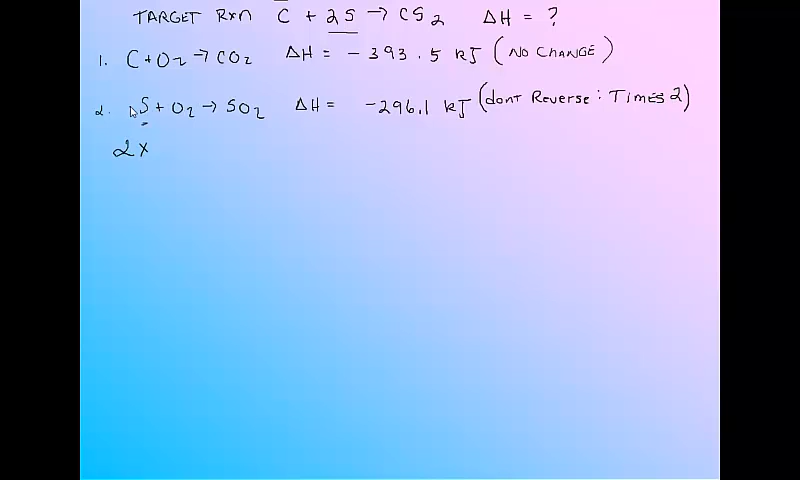 TARGET Rxn C + 2S → CS2 ΔH = ?
1. C + O2 → CO2 ΔH = - 393.5 kJ (NO CHANGE)
2. S + O2 → SO2 ΔH = -296.1 kJ (dont Reverse : Times 2)
2x